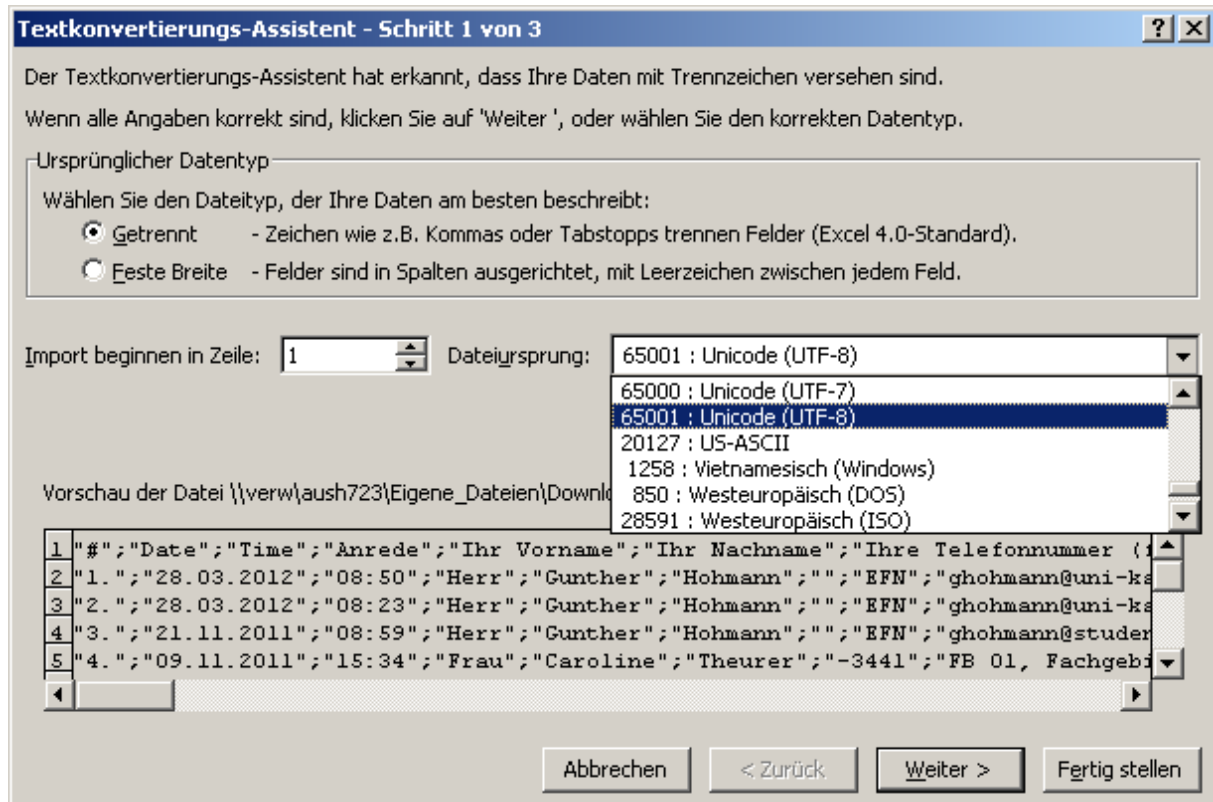 Textkonvertierungs-Assistent - Schritt 1 von 3
Der Textkonvertierungs-Assistent hat erkannt, dass Ihre Daten mit Trennzeichen versehen sind.
Wenn alle Angaben korrekt sind, klicken Sie auf 'Weiter ', oder wählen Sie den korrekten Datentyp.
Ursprünglicher Datentyp
Wählen Sie den Dateityp, der Ihre Daten am besten beschreibt:
Getrennt - Zeichen wie z.B. Kommas oder Tabstopps trennen Felder (Excel 4.0-Standard).
Feste Breite - Felder sind in Spalten ausgerichtet, mit Leerzeichen zwischen jedem Feld.
Import beginnen in Zeile: 1 Dateiursprung: 65001 : Unicode (UTF-8)
65000 : Unicode (UTF-7)
65001 : Unicode (UTF-8)
20127 : US-ASCII
1258 : Vietnamesisch (Windows)
850 : Westeuropäisch (DOS)
28591 : Westeuropäisch (ISO)
Vorschau der Datei \\verw\aush723\Eigene_Dateien\Downlo
1 "#";"Date";"Time";"Anrede";"Ihr Vorname";"Ihr Nachname";"Ihre Telefonnummer (
2 "1.";"28.03.2012";"08:50";"Herr";"Gunther";"Hohmann";"";"EFN";"ghohmann@uni-ka
3 "2.";"28.03.2012";"08:23";"Herr";"Gunther";"Hohmann";"";"EFN";"ghohmann@uni-ka
4 "3.";"21.11.2011";"08:59";"Herr";"Gunther";"Hohmann";"";"EFN";"ghohmann@studer
5 "4.";"09.11.2011";"15:34";"Frau";"Caroline";"Theurer";"-3441";"FB 01, Fachgebi
Abbrechen < Zurück Weiter > Fertig stellen